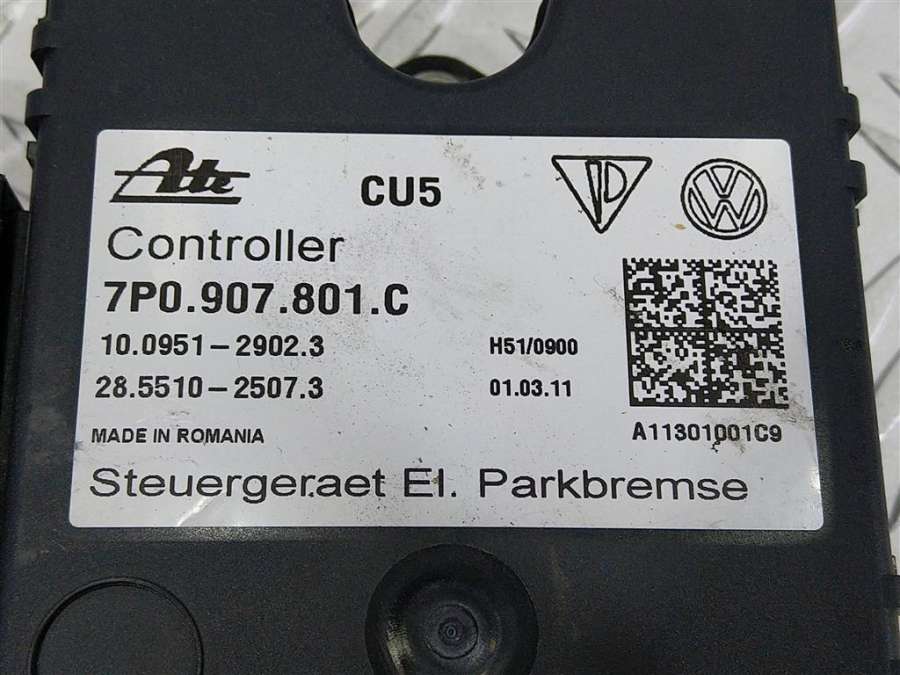 Ate CU5
Controller
7P0.907.801.C
10.0951-2902.3 H51/0900
28.5510-2507.3 01.03.11
MADE IN ROMANIA A11301001C9
Steuergeraet El. Parkbremse